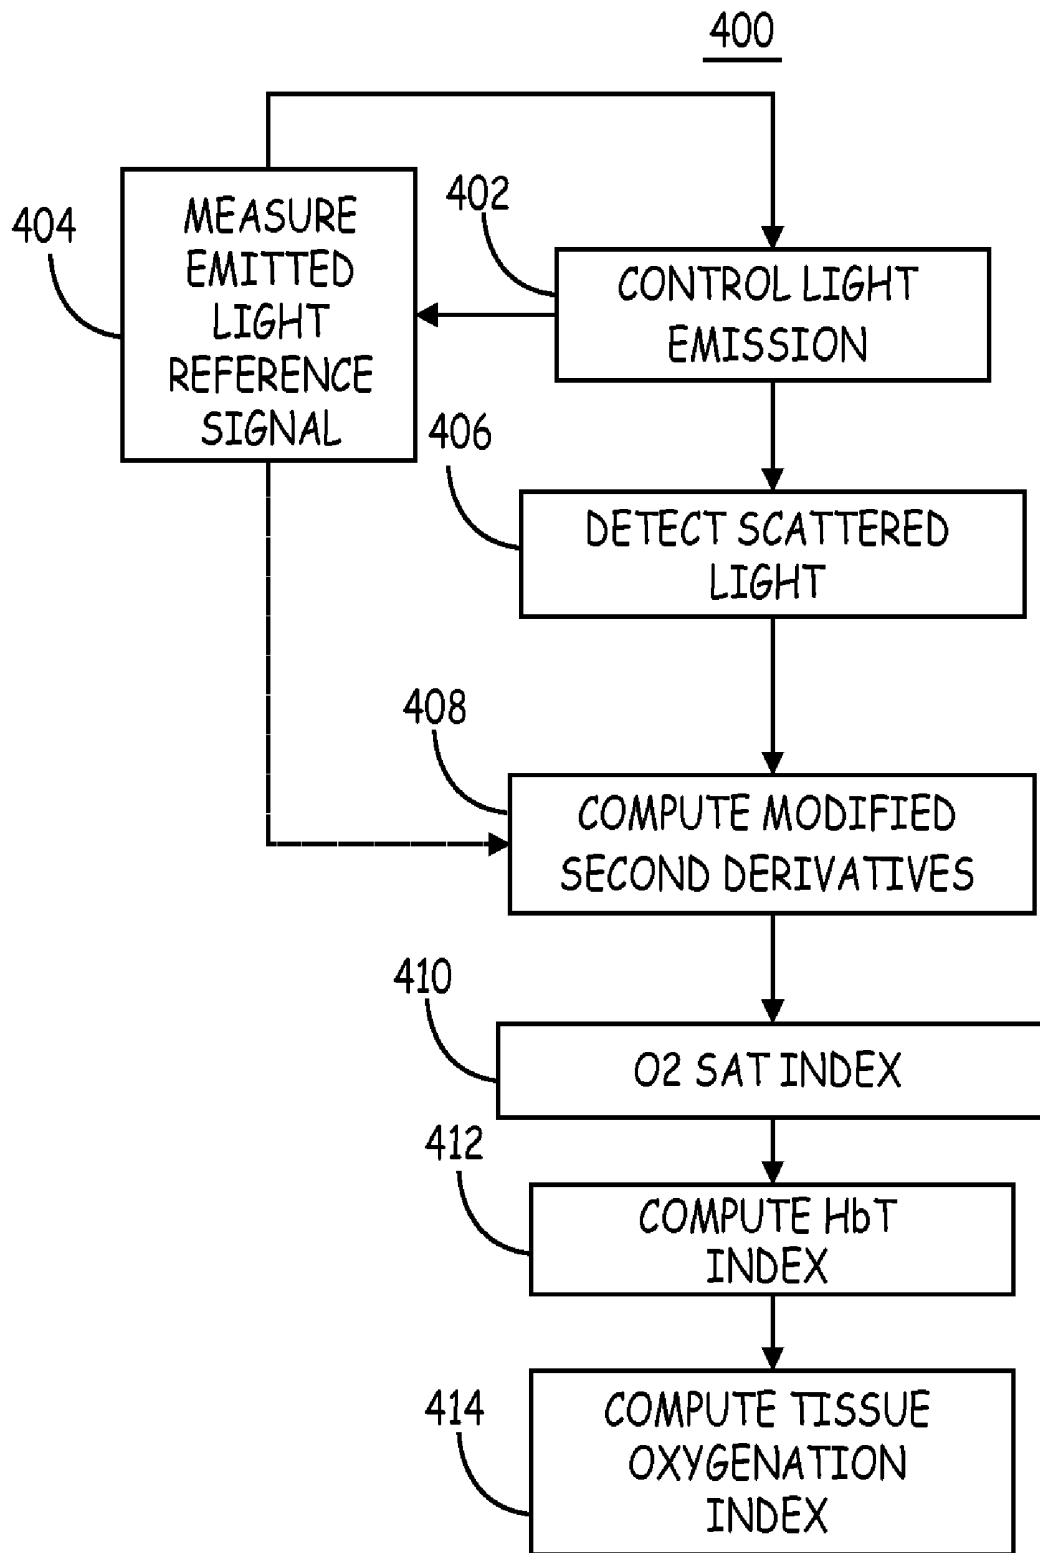 400
402
404
MEASURE
EMITTED
LIGHT
REFERENCE
SIGNAL
CONTROL LIGHT
EMISSION
406
DETECT SCATTERED
LIGHT
408
COMPUTE MODIFIED
SECOND DERIVATIVES
410
O2 SAT INDEX
412
COMPUTE HbT
INDEX
414
COMPUTE TISSUE
OXYGENATION
INDEX